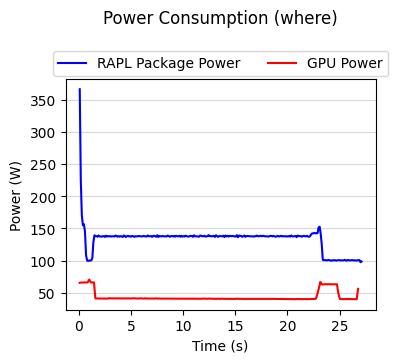 Power Consumption (where)
RAPL Package Power GPU Power
350
300
250
200
150
100
50
Power (W)
0 5 10 15 20 25
Time (s)